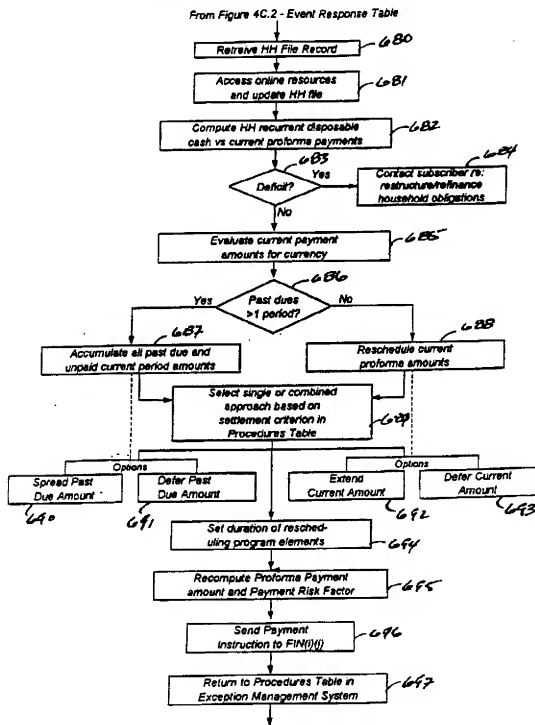 From Figure 4C.2 - Event Response Table
Retreive HH File Record
680
Access online resources
and update HH file
681
Compute HH recurrent disposable
cash vs current proforma payments
682
683
684
Deficit?
Yes
Contact subscriber re:
restructure/refinance
household obligations
No
Evaluate current payment
amounts for currency
685
686
Yes
Past dues
>1 period?
No
687
688
Accumulate all past due and
unpaid current period amounts
Reschedule current
proforma amounts
Select single or combined
approach based on
settlement criterion in
Procedures Table
689
Options
Options
Spread Past
Due Amount
Defer Past
Due Amount
Extend
Current Amount
Defer Current
Amount
690
691
692
693
Set duration of resched-
uling program elements
694
Recompute Proforma Payment
amount and Payment Risk Factor
695
Send Payment
Instruction to FIN(i)(j)
696
Return to Procedures Table in
Exception Management System
697